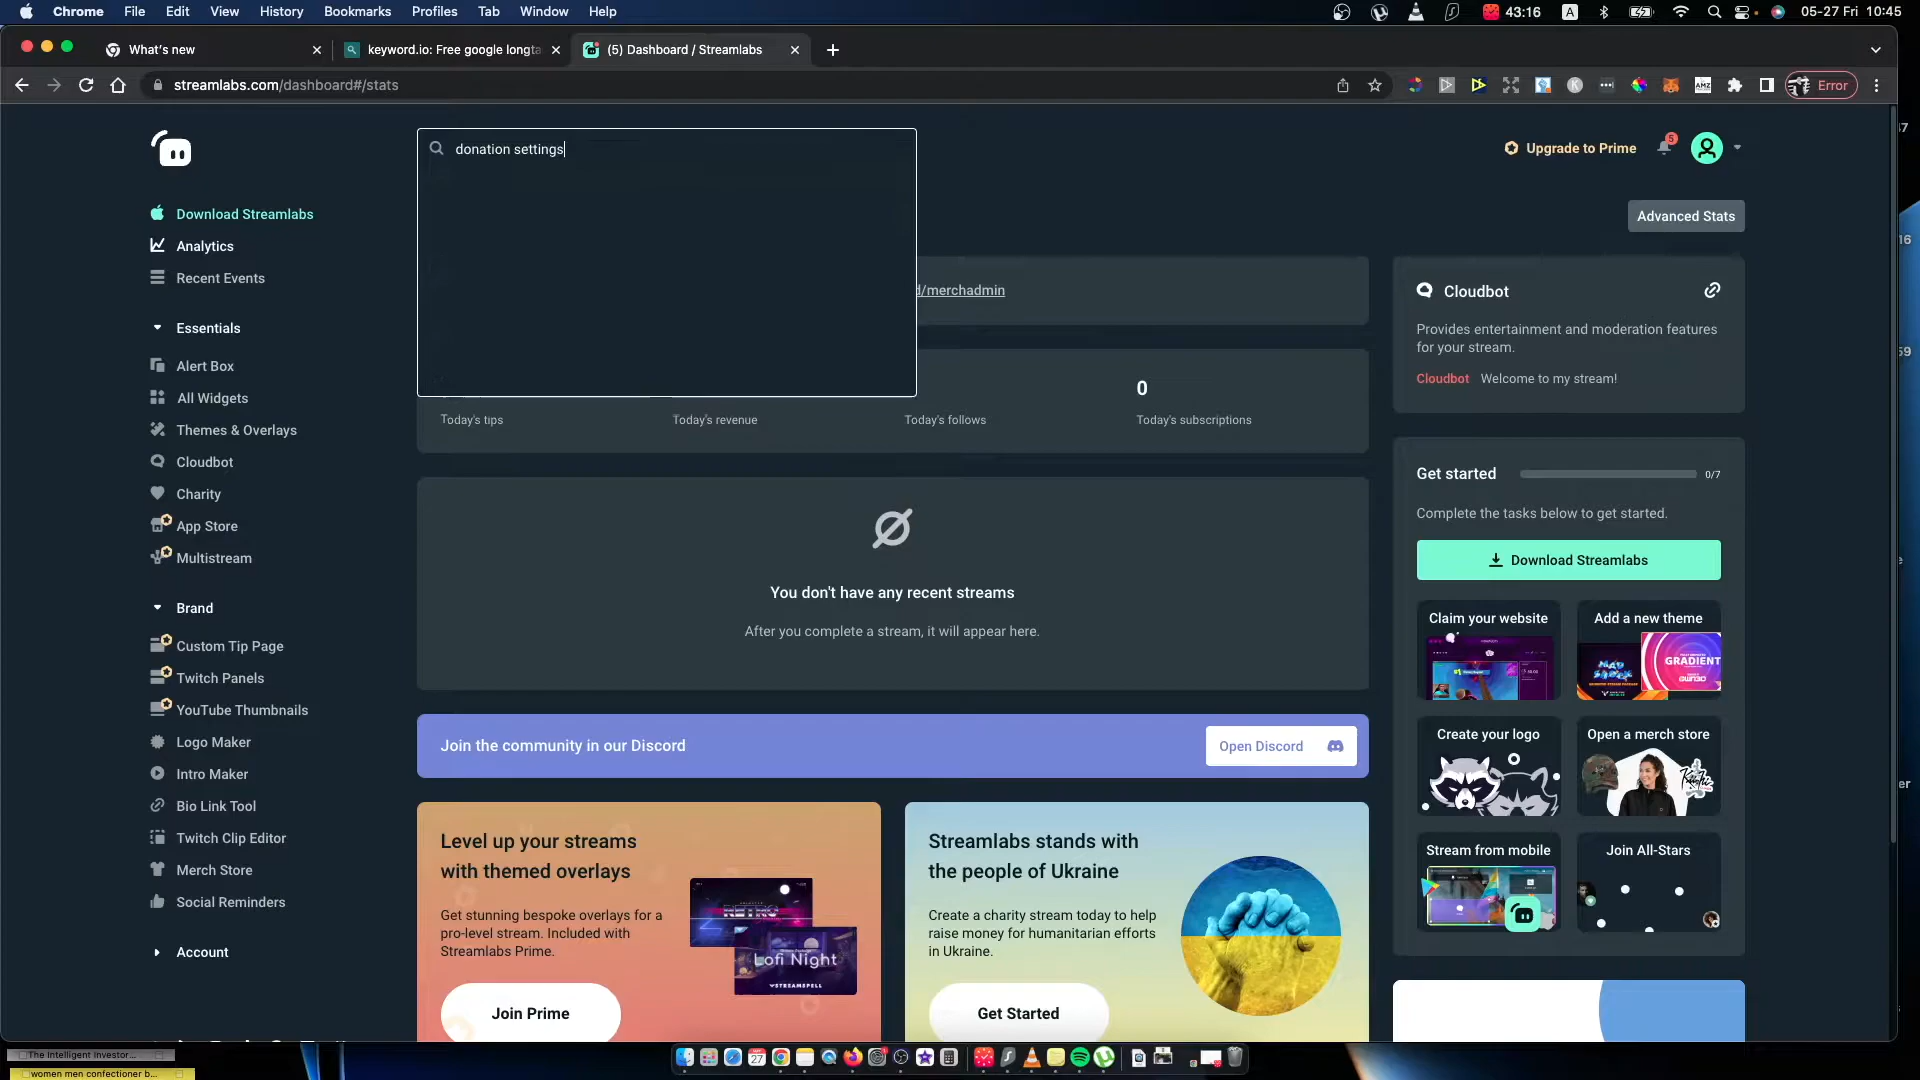 Chrome File Edit View History Bookmarks Profiles Tab Window Help
43:16 A 05-27 Fri 10:45
What's new
keyword.io: Free google longta
(5) Dashboard / Streamlabs
streamlabs.com/dashboard#/stats
Error
donation settings
Upgrade to Prime
5
Advanced Stats
Download Streamlabs
Analytics
Recent Events
Essentials
Alert Box
All Widgets
Themes & Overlays
Cloudbot
Charity
App Store
Multistream
Brand
Custom Tip Page
Twitch Panels
YouTube Thumbnails
Logo Maker
Intro Maker
Bio Link Tool
Twitch Clip Editor
Merch Store
Social Reminders
Account
d/merchadmin
0
Today's tips
Today's revenue
Today's follows
Today's subscriptions
You don't have any recent streams
After you complete a stream, it will appear here.
Join the community in our Discord
Open Discord
Level up your streams
with themed overlays
Get stunning bespoke overlays for a
pro-level stream. Included with
Streamlabs Prime.
Join Prime
RETRO
Lofi Night
Streamlabs stands with
the people of Ukraine
Create a charity stream today to help
raise money for humanitarian efforts
in Ukraine.
Get Started
Cloudbot
Provides entertainment and moderation features
for your stream.
Cloudbot Welcome to my stream!
Get started
0/7
Complete the tasks below to get started.
Download Streamlabs
Claim your website
Add a new theme
GRADIENT
Create your logo
Open a merch store
Stream from mobile
Join All-Stars
The Intelligent Investor...
women men confectioner b...